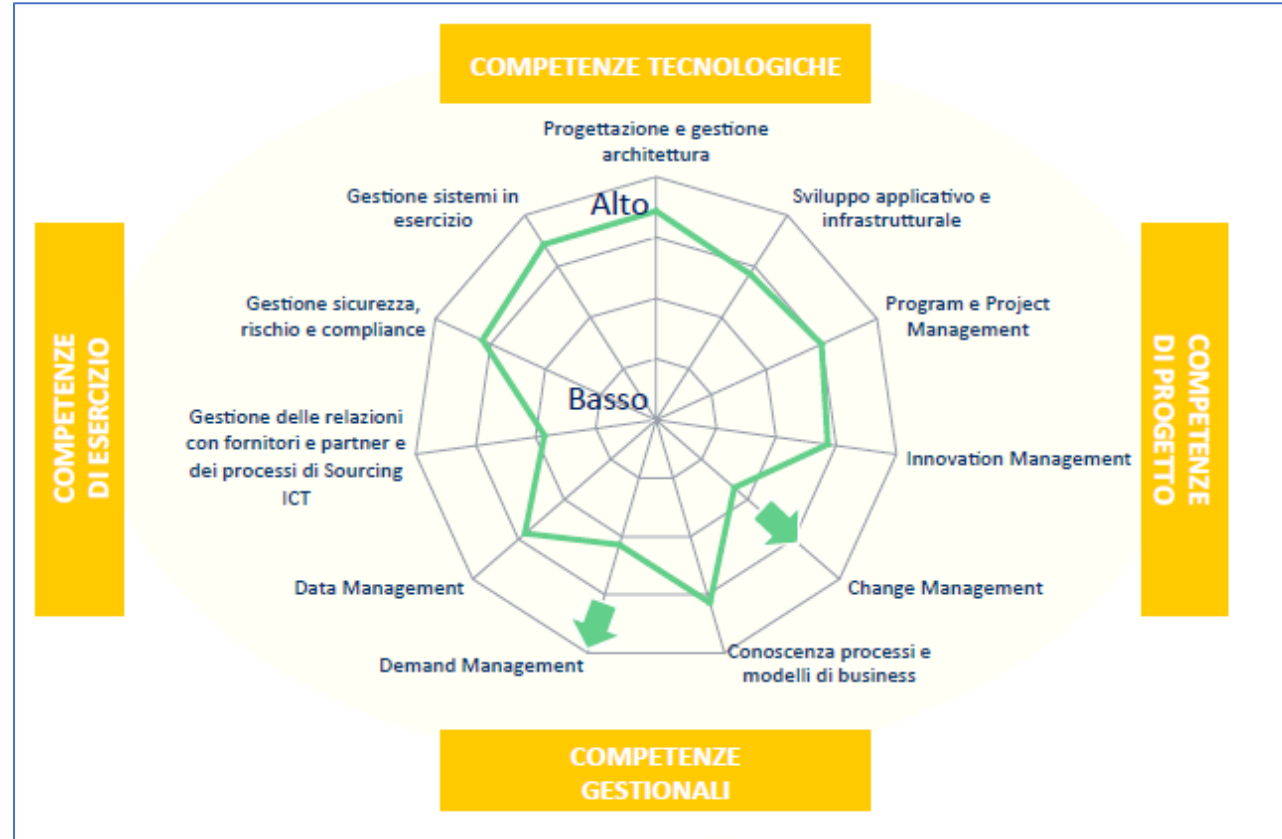 COMPETENZE TECNOLOGICHE
Progettazione e gestione
architettura
Gestione sistemi in
esercizio
Alto
Sviluppo applicativo e
infrastrutturale
Gestione sicurezza,
rischio e compliance
Program e Project
Management
COMPETENZE
DI ESERCIZIO
COMPETENZE
DI PROGETTO
Basso
Gestione delle relazioni
con fornitori e partner e
dei processi di Sourcing
ICT
Innovation Management
Data Management
Change Management
Demand Management
Conoscenza processi e
modelli di business
COMPETENZE
GESTIONALI